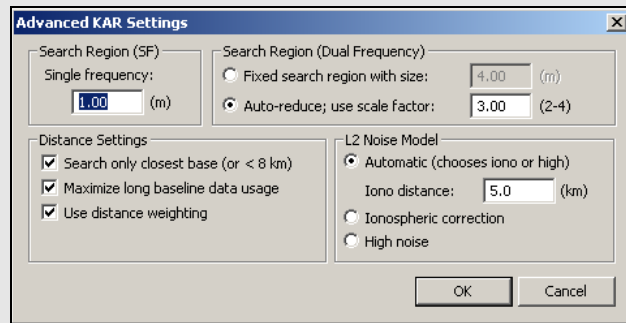 Advanced KAR Settings
Search Region (SF)
Single frequency:
1.00 (m)
Search Region (Dual Frequency)
Fixed search region with size: 4.00 (m)
Auto-reduce; use scale factor: 3.00 (2-4)
Distance Settings
Search only closest base (or < 8 km)
Maximize long baseline data usage
Use distance weighting
L2 Noise Model
Automatic (chooses iono or high)
Iono distance: 5.0 (km)
Ionospheric correction
High noise
OK Cancel